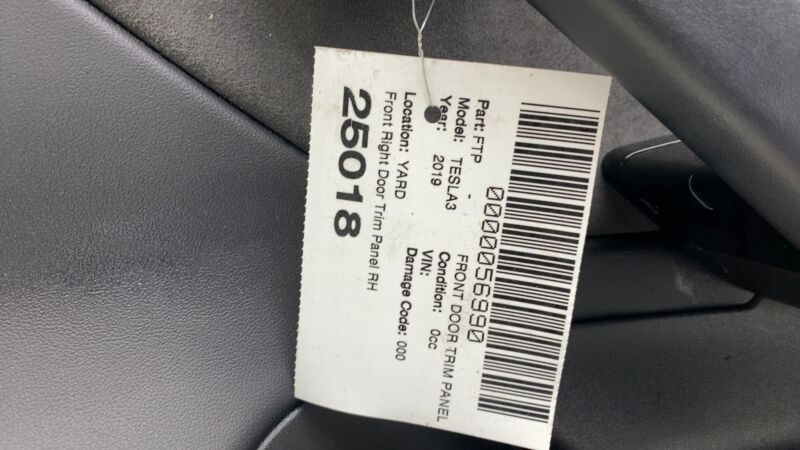 0000056990
Part: FTP - FRONT DOOR TRIM PANEL
Model: TESLA3 Condition: 0cc
Year: 2019 VIN:
Location: YARD Damage Code: 000
Front Right Door Trim Panel RH
25018